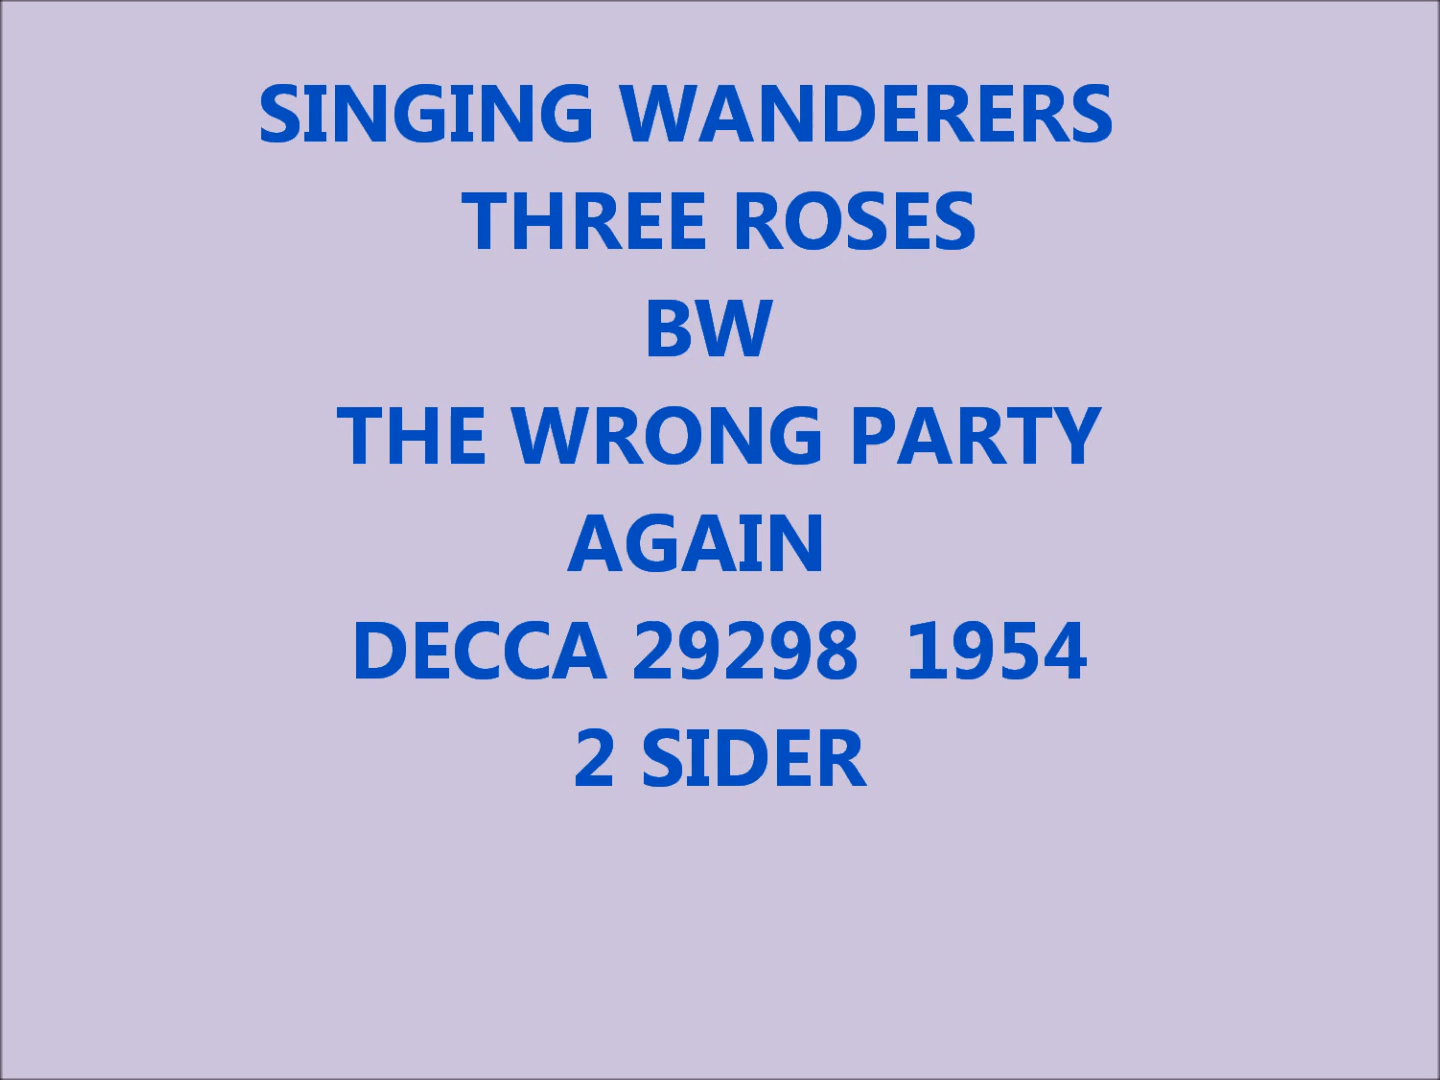 SINGING WANDERERS
THREE ROSES
BW
THE WRONG PARTY
AGAIN
DECCA 29298  1954
2 SIDER